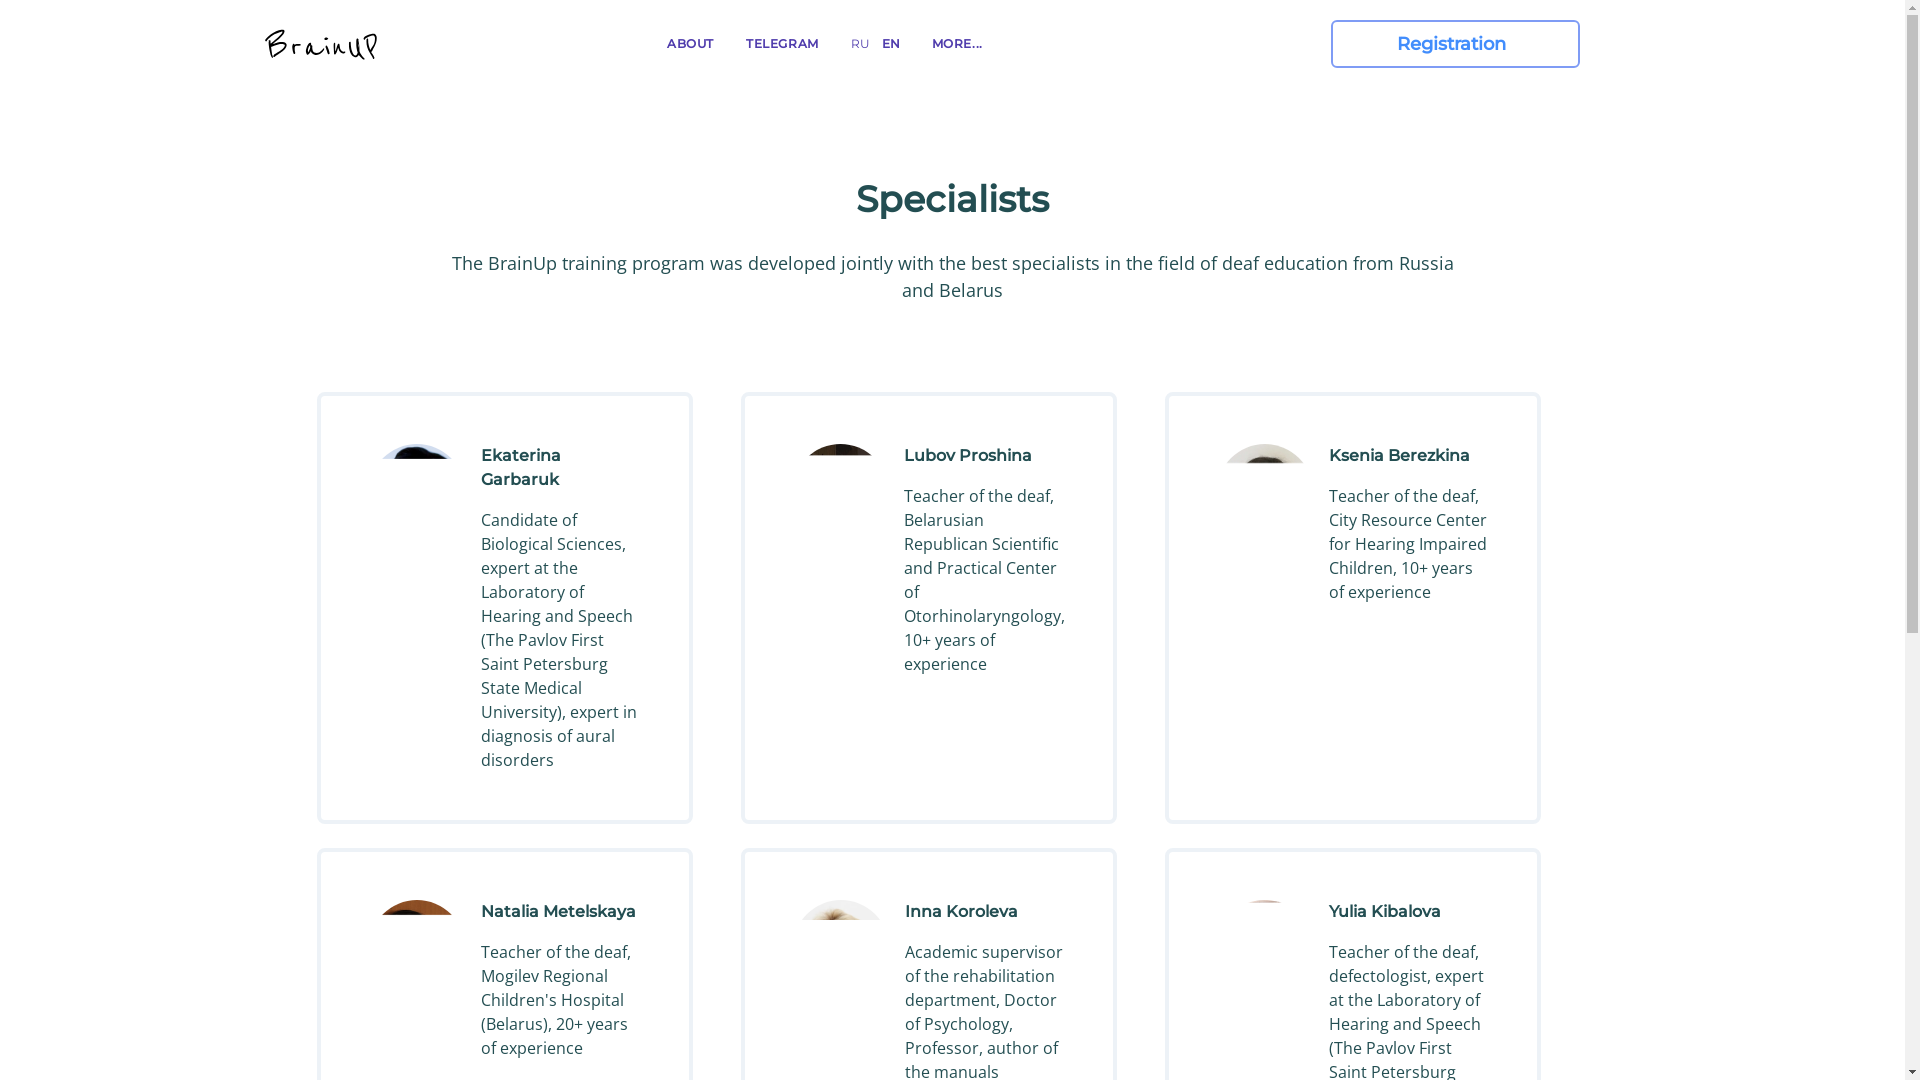 BrainUP
ABOUT
TELEGRAM
RU
EN
MORE...
Registration
Specialists
The BrainUp training program was developed jointly with the best specialists in the field of deaf education from Russia
and Belarus
Ekaterina
Garbaruk
Candidate of
Biological Sciences,
expert at the
Laboratory of
Hearing and Speech
(The Pavlov First
Saint Petersburg
State Medical
University), expert in
diagnosis of aural
disorders
Lubov Proshina
Teacher of the deaf,
Belarusian
Republican Scientific
and Practical Center
of
Otorhinolaryngology,
10+ years of
experience
Ksenia Berezkina
Teacher of the deaf,
City Resource Center
for Hearing Impaired
Children, 10+ years
of experience
Natalia Metelskaya
Teacher of the deaf,
Mogilev Regional
Children's Hospital
(Belarus), 20+ years
of experience
Inna Koroleva
Academic supervisor
of the rehabilitation
department, Doctor
of Psychology,
Professor, author of
the manuals
Yulia Kibalova
Teacher of the deaf,
defectologist, expert
at the Laboratory of
Hearing and Speech
(The Pavlov First
Saint Petersburg